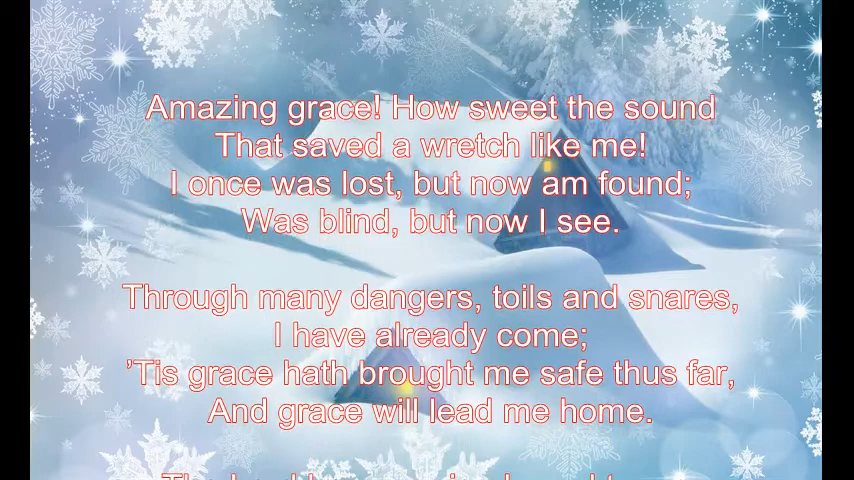 Amazing grace! How sweet the sound
That saved a wretch like me!
I once was lost, but now am found;
Was blind, but now I see.
Through many dangers, toils and snares,
I have already come;
’Tis grace hath brought me safe thus far,
And grace will lead me home.